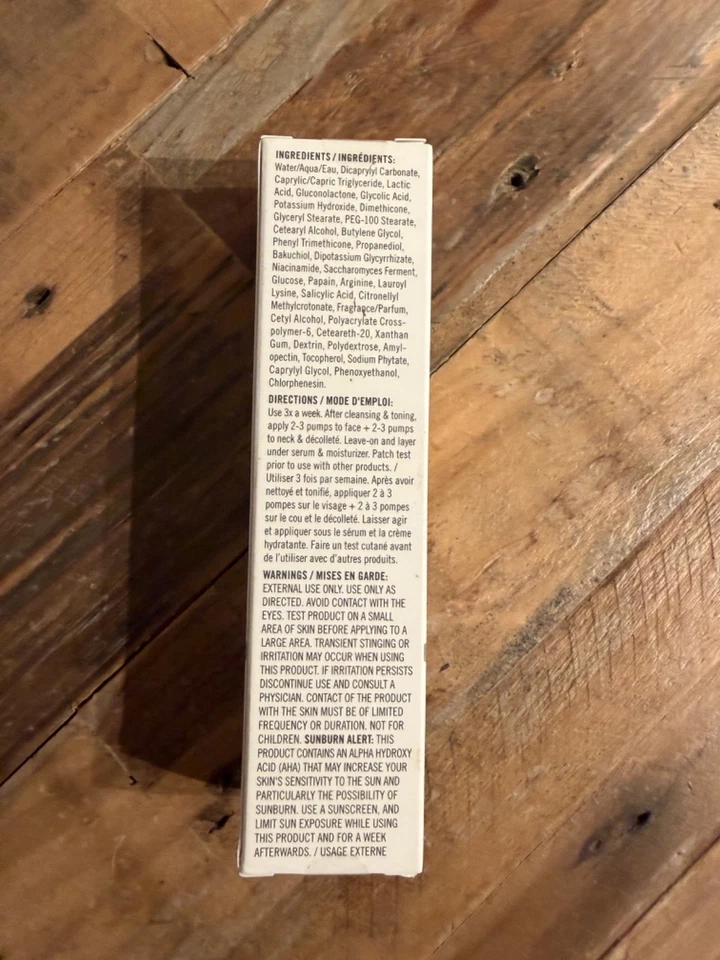 INGREDIENTS / INGRÉDIENTS:
Water/Aqua/Eau, Dicaprylyl Carbonate,
Caprylic/Capric Triglyceride, Lactic
Acid, Gluconolactone, Glycolic Acid,
Potassium Hydroxide, Dimethicone,
Glyceryl Stearate, PEG-100 Stearate,
Cetearyl Alcohol, Butylene Glycol,
Phenyl Trimethicone, Propanediol,
Bakuchiol, Dipotassium Glycyrrhizate,
Niacinamide, Saccharomyces Ferment,
Glucose, Papain, Arginine, Lauroyl
Lysine, Salicylic Acid, Citronellyl
Methylcrotonate, Fragrance/Parfum,
Cetyl Alcohol, Polyacrylate Cross-
polymer-6, Ceteareth-20, Xanthan
Gum, Dextrin, Polydextrose, Amyl-
opectin, Tocopherol, Sodium Phytate,
Caprylyl Glycol, Phenoxyethanol,
Chlorphenesin.
DIRECTIONS / MODE D'EMPLOI:
Use 3x a week. After cleansing & toning,
apply 2-3 pumps to face + 2-3 pumps
to neck & décolleté. Leave-on and layer
under serum & moisturizer. Patch test
prior to use with other products. /
Utiliser 3 fois par semaine. Après avoir
nettoyé et tonifié, appliquer 2 à 3
pompes sur le visage + 2 à 3 pompes
sur le cou et le décolleté. Laisser agir
et appliquer sous le sérum et la crème
hydratante. Faire un test cutané avant
de l'utiliser avec d'autres produits.
WARNINGS / MISES EN GARDE:
EXTERNAL USE ONLY. USE ONLY AS
DIRECTED. AVOID CONTACT WITH THE
EYES. TEST PRODUCT ON A SMALL
AREA OF SKIN BEFORE APPLYING TO A
LARGE AREA. TRANSIENT STINGING OR
IRRITATION MAY OCCUR WHEN USING
THIS PRODUCT. IF IRRITATION PERSISTS
DISCONTINUE USE AND CONSULT A
PHYSICIAN. CONTACT OF THE PRODUCT
WITH THE SKIN MUST BE OF LIMITED
FREQUENCY OR DURATION. NOT FOR
CHILDREN. SUNBURN ALERT: THIS
PRODUCT CONTAINS AN ALPHA HYDROXY
ACID (AHA) THAT MAY INCREASE YOUR
SKIN'S SENSITIVITY TO THE SUN AND
PARTICULARLY THE POSSIBILITY OF
SUNBURN. USE A SUNSCREEN, AND
LIMIT SUN EXPOSURE WHILE USING
THIS PRODUCT AND FOR A WEEK
AFTERWARDS. / USAGE EXTERNE